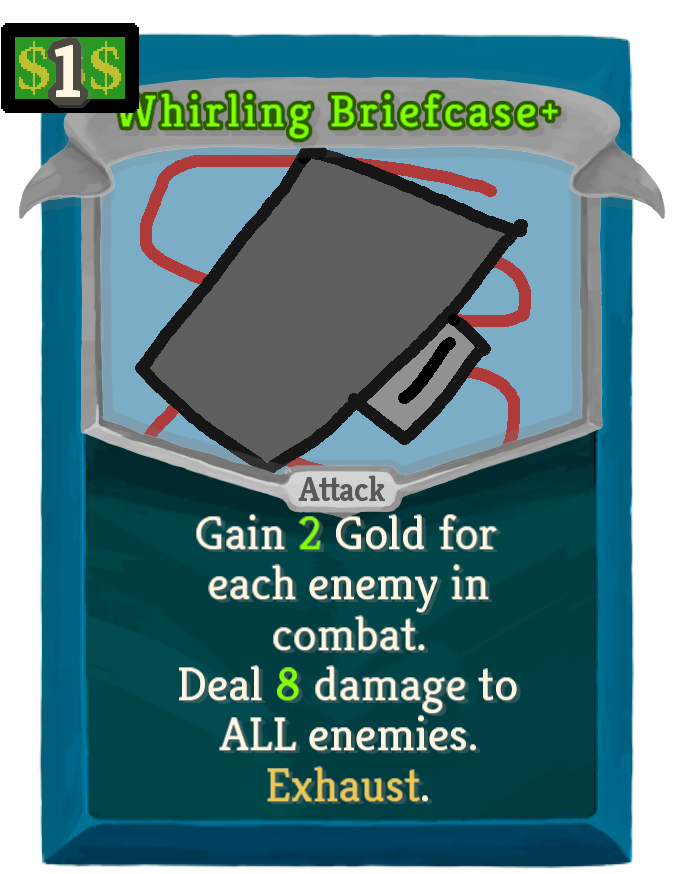 $1$
Whirling Briefcase+
Attack
Gain 2 Gold for
each enemy in
combat.
Deal 8 damage to
ALL enemies.
Exhaust.